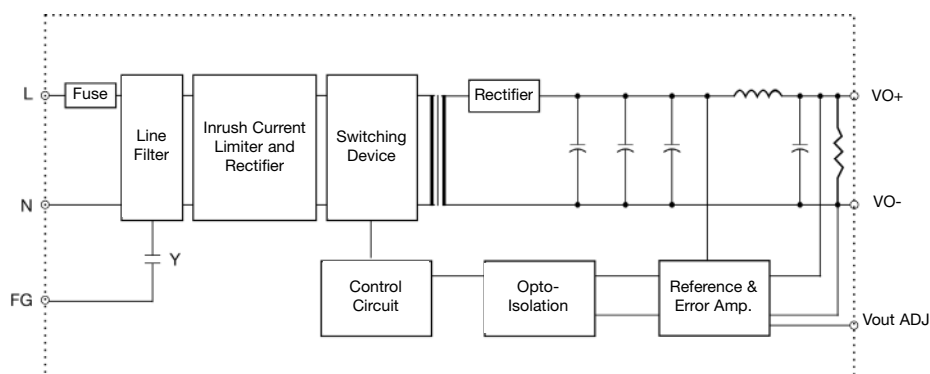 L
Fuse
Line
Filter
Inrush Current
Limiter and
Rectifier
Switching
Device
Rectifier
VO+
N
VO-
Y
FG
Control
Circuit
Opto-
Isolation
Reference &
Error Amp.
Vout ADJ